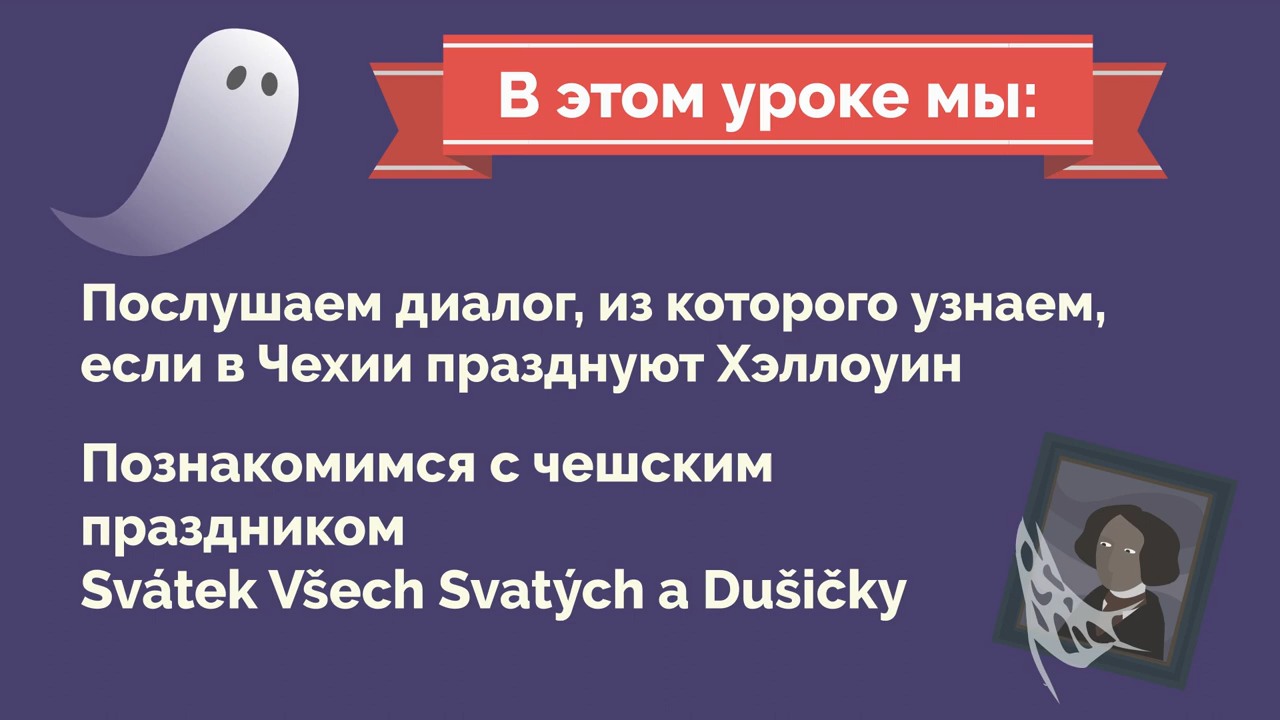 В этом уроке мы:
Послушаем диалог, из которого узнаем,
если в Чехии празднуют Хэллоуин
Познакомимся с чешским
праздником
Svátek Všech Svatých a Dušičky